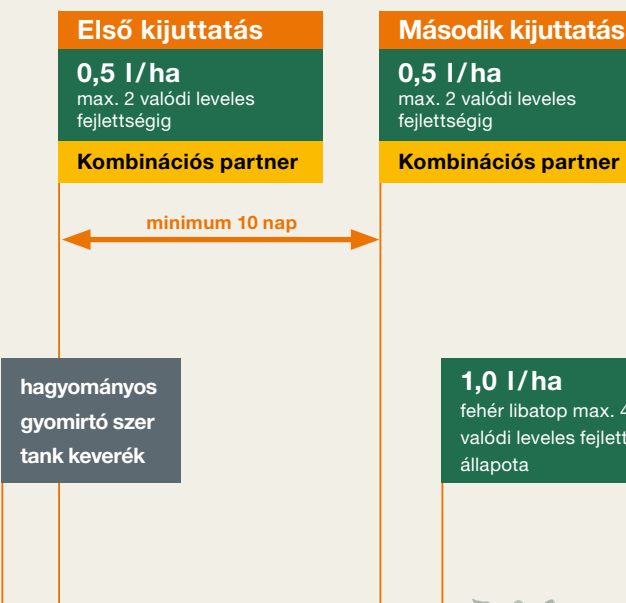 Első kijuttatás
0,5 l/ha
max. 2 valódi leveles
fejlettségig
Kombinációs partner
Második kijuttatás
0,5 l/ha
max. 2 valódi leveles
fejlettségig
Kombinációs partner
minimum 10 nap
hagyományos
gyomirtó szer
tank keverék
1,0 l/ha
fehér libatop max. 4
valódi leveles fejlett
állapota